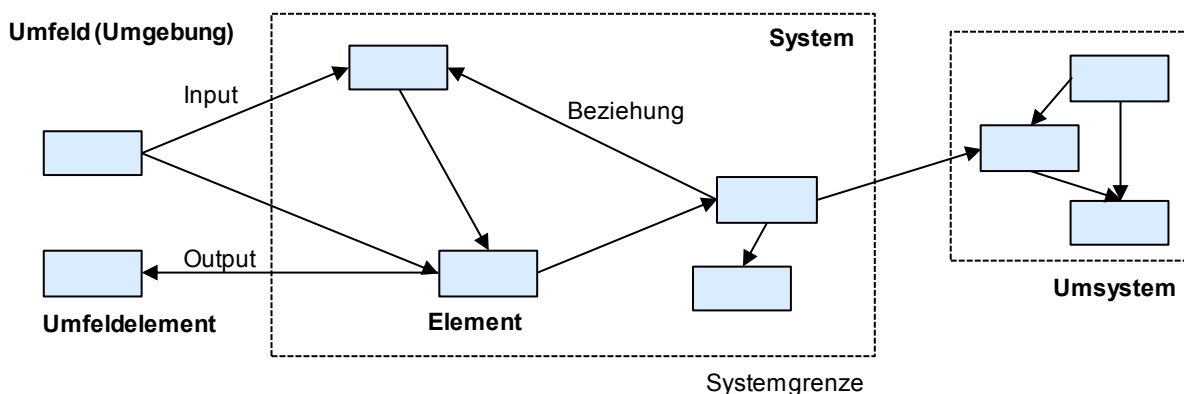 Umfeld (Umgebung)
System
Input
Beziehung
Output
Umfeldelement
Element
Umsystem
Systemgrenze